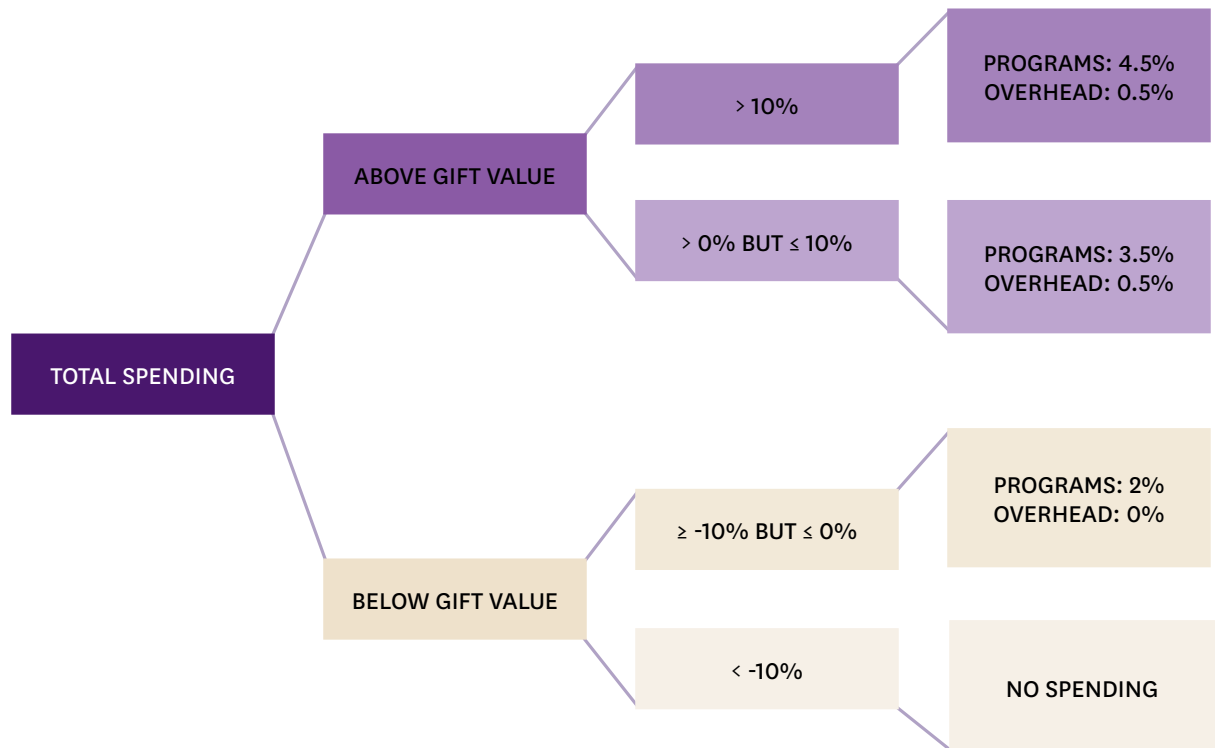 TOTAL SPENDING
ABOVE GIFT VALUE
> 10%
PROGRAMS: 4.5%
OVERHEAD: 0.5%
> 0% BUT ≤ 10%
PROGRAMS: 3.5%
OVERHEAD: 0.5%
BELOW GIFT VALUE
≥ -10% BUT ≤ 0%
PROGRAMS: 2%
OVERHEAD: 0%
< -10%
NO SPENDING